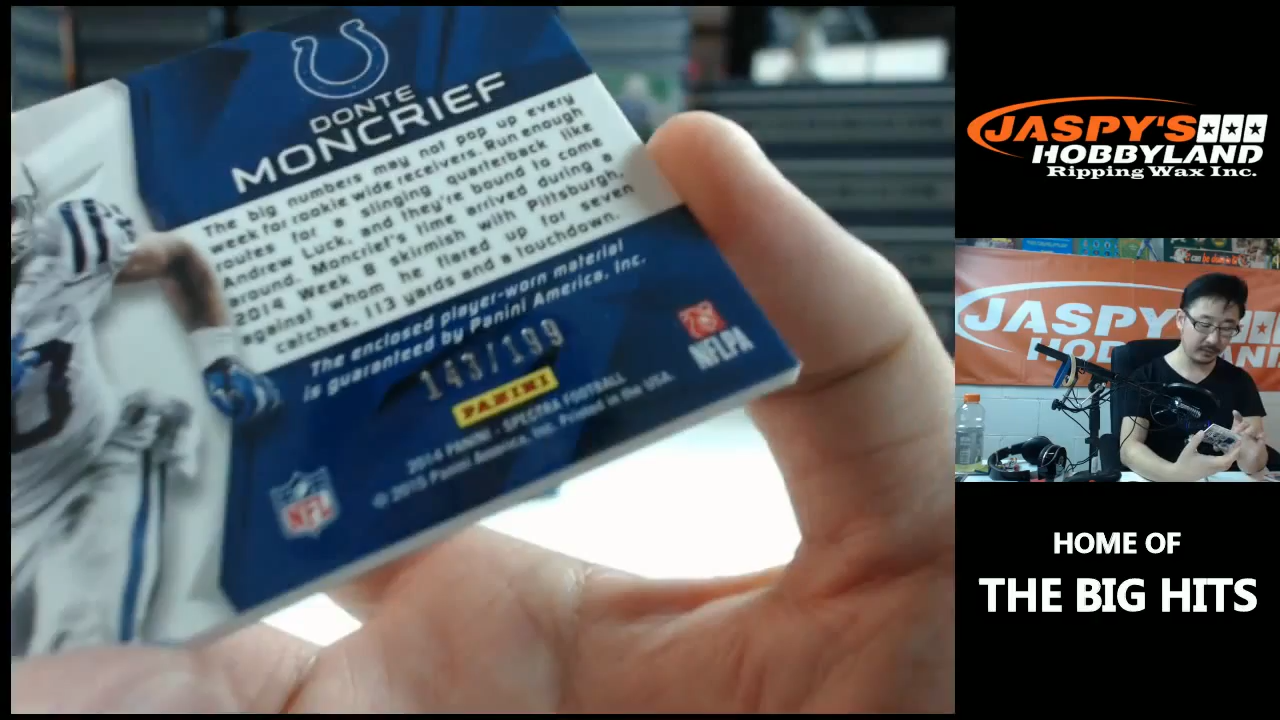 DONTE
MONCRIEF
The big numbers may not pop up every
week for rookie wide receivers. Run enough
routes for a slinging quarterback like
Andrew Luck, and they're bound to come
around. Moncrief's time arrived during a
2014 Week 8 skirmish with Pittsburgh,
against whom he flared up for seven
catches, 113 yards and a touchdown.
The enclosed player-worn material
is guaranteed by Panini America, Inc.
143/199
PANINI
2014 PANINI - SPECTRA FOOTBALL
© 2015 Panini America, Inc. Printed in the USA.
NFL
NFLPA
JASPY'S
HOBBYLAND
Ripping Wax Inc.
JASPY
HOB
HOME OF
THE BIG HITS